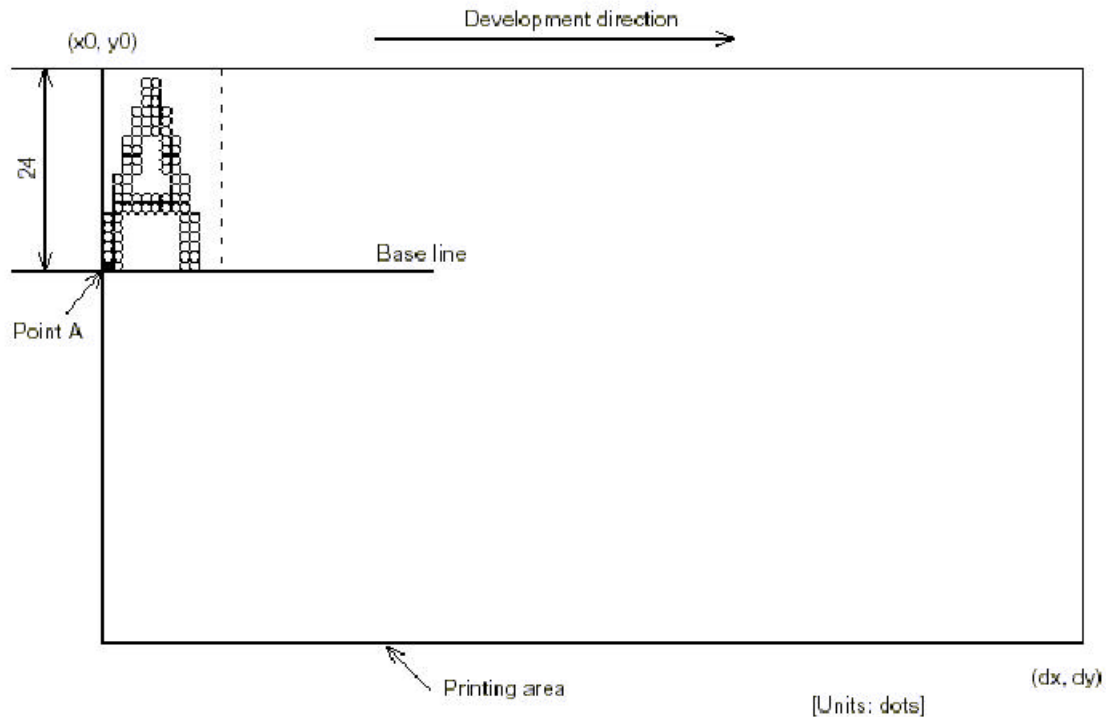 Development direction
(x0, y0)
24
Base line
Point A
Printing area
(dx, dy)
[Units: dots]